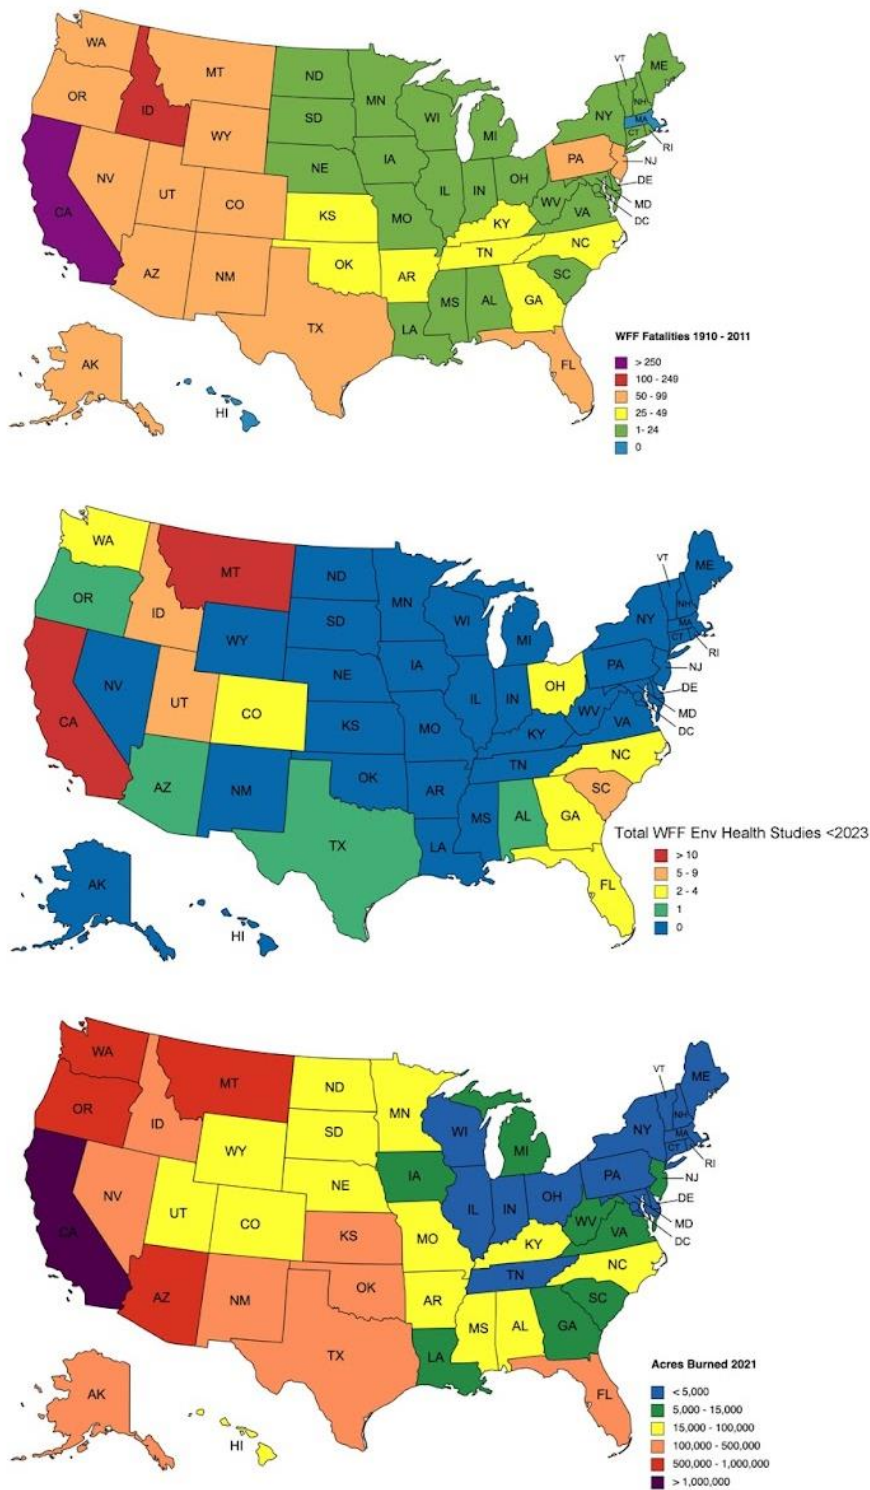 WA
MT
ND
MN
VT
ME
OR
ID
SD
WI
NY
NH
MA
WY
MI
CT
RI
NE
IA
PA
NJ
NV
OH
DE
UT
IL
IN
CA
CO
WV
VA
MD
KS
MO
KY
DC
NC
TN
AZ
NM
OK
AR
SC
MS
AL
GA
TX
LA
WFF Fatalities 1910 - 2011
AK
FL
> 250
100 - 249
50 - 99
HI
25 - 49
1- 24
0
WA
VT
ME
MT
ND
OR
MN
ID
NH
SD
WI
NY
MA
WY
MI
CT
RI
NE
IA
PA
NJ
NV
OH
DE
UT
IL
IN
CO
WV
MD
CA
KS
MO
VA
KY
DC
NC
TN
AZ
NM
OK
AR
SC
MS
AL
GA
Total WFF Env Health Studies <2023
TX
LA
> 10
AK
FL
5 - 9
2 - 4
1
HI
0
WA
VT
MT
ND
ME
OR
MN
ID
NH
SD
WI
NY
MA
WY
MI
CT
RI
NE
IA
PA
NJ
NV
OH
DE
UT
IL
IN
CO
WV
MD
CA
KS
MO
VA
KY
DC
NC
TN
AZ
NM
OK
AR
SC
MS
AL
GA
TX
LA
Acres Burned 2021
AK
FL
< 5,000
5,000 - 15,000
15,000 - 100,000
HI
100,000 - 500,000
500,000 - 1,000,000
> 1,000,000